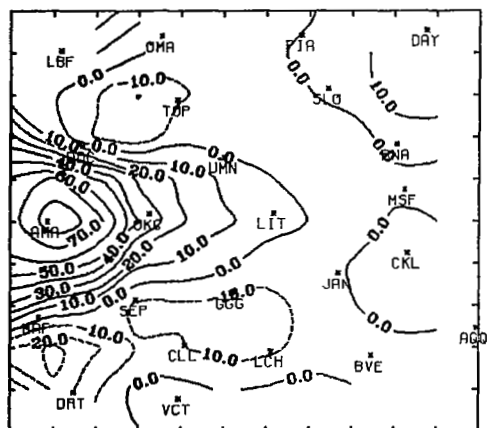 OMA
PIA
DAY
LBF
0.0
0.0
-10.0
10.0
SLO
TOP
10.0
0.0
0.0
0.0
BNA
20.0
10.0
UMN
MSF
AMA
OKC
LIT
0.0
70.0
40.0
10.0
CKL
50.0
20.0
0.0
JAN
30.0
10.0
0.0
SEP
GGG
MAF
20.0
10.0
0.0
AGO
CLL
10.0
LCH
BVE
0.0
0.0
DRT
VCT